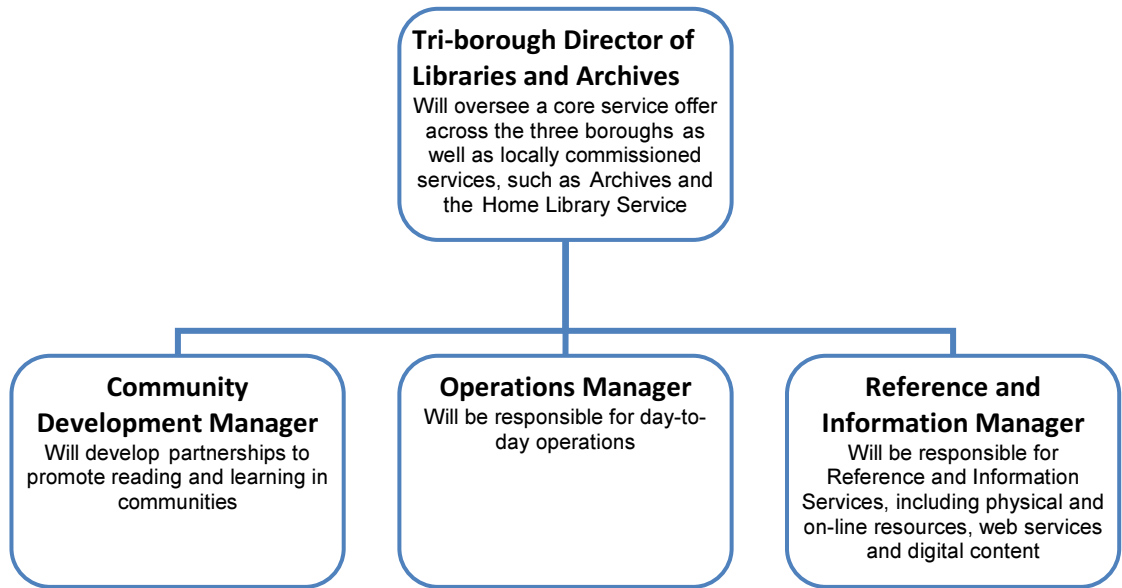 Tri-borough Director of
Libraries and Archives
Will oversee a core service offer
across the three boroughs as
well as locally commissioned
services, such as Archives and
the Home Library Service
Community
Development Manager
Will develop partnerships to
promote reading and learning in
communities
Operations Manager
Will be responsible for day-to-
day operations
Reference and
Information Manager
Will be responsible for
Reference and Information
Services, including physical and
on-line resources, web services
and digital content